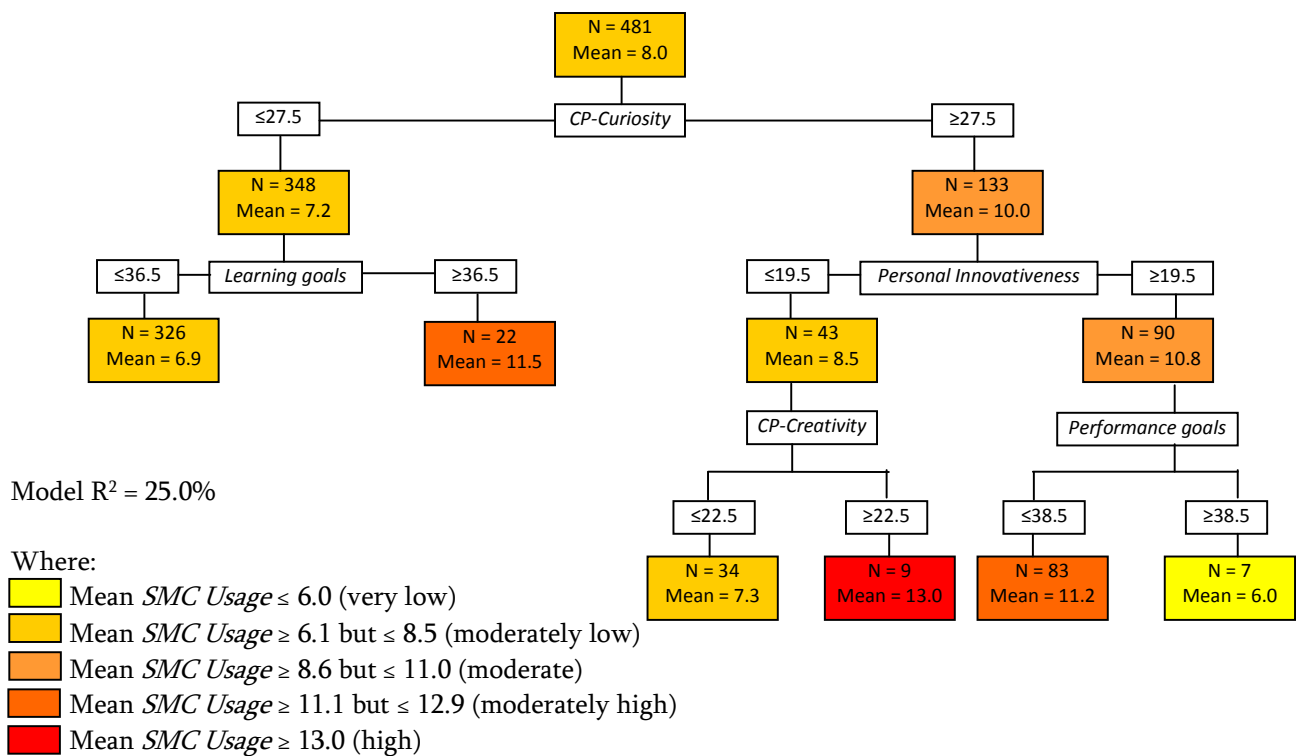 N = 481
Mean = 8.0
≤27.5
CP-Curiosity
≥27.5
N = 348
Mean = 7.2
N = 133
Mean = 10.0
≤36.5
Learning goals
≥36.5
≤19.5
Personal Innovativeness
≥19.5
N = 326
Mean = 6.9
N = 22
Mean = 11.5
N = 43
Mean = 8.5
N = 90
Mean = 10.8
CP-Creativity
Performance goals
≤22.5
≥22.5
≤38.5
≥38.5
N = 34
Mean = 7.3
N = 9
Mean = 13.0
N = 83
Mean = 11.2
N = 7
Mean = 6.0
Model R² = 25.0%
Where:
Mean SMC Usage ≤ 6.0 (very low)
Mean SMC Usage ≥ 6.1 but ≤ 8.5 (moderately low)
Mean SMC Usage ≥ 8.6 but ≤ 11.0 (moderate)
Mean SMC Usage ≥ 11.1 but ≤ 12.9 (moderately high)
Mean SMC Usage ≥ 13.0 (high)